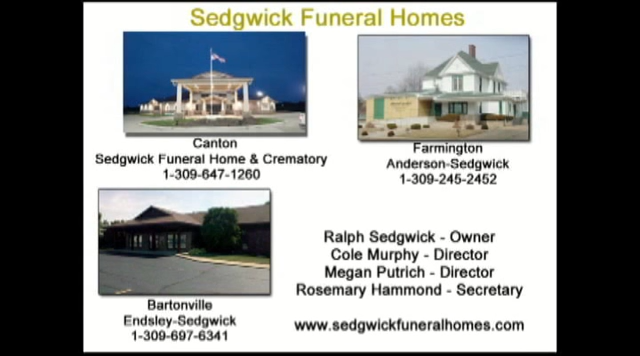 Sedgwick Funeral Homes
Canton
Sedgwick Funeral Home & Crematory
1-309-647-1260
Farmington
Anderson-Sedgwick
1-309-245-2452
Bartonville
Endsley-Sedgwick
1-309-697-6341
Ralph Sedgwick - Owner
Cole Murphy - Director
Megan Putrich - Director
Rosemary Hammond - Secretary
www.sedgwickfuneralhomes.com